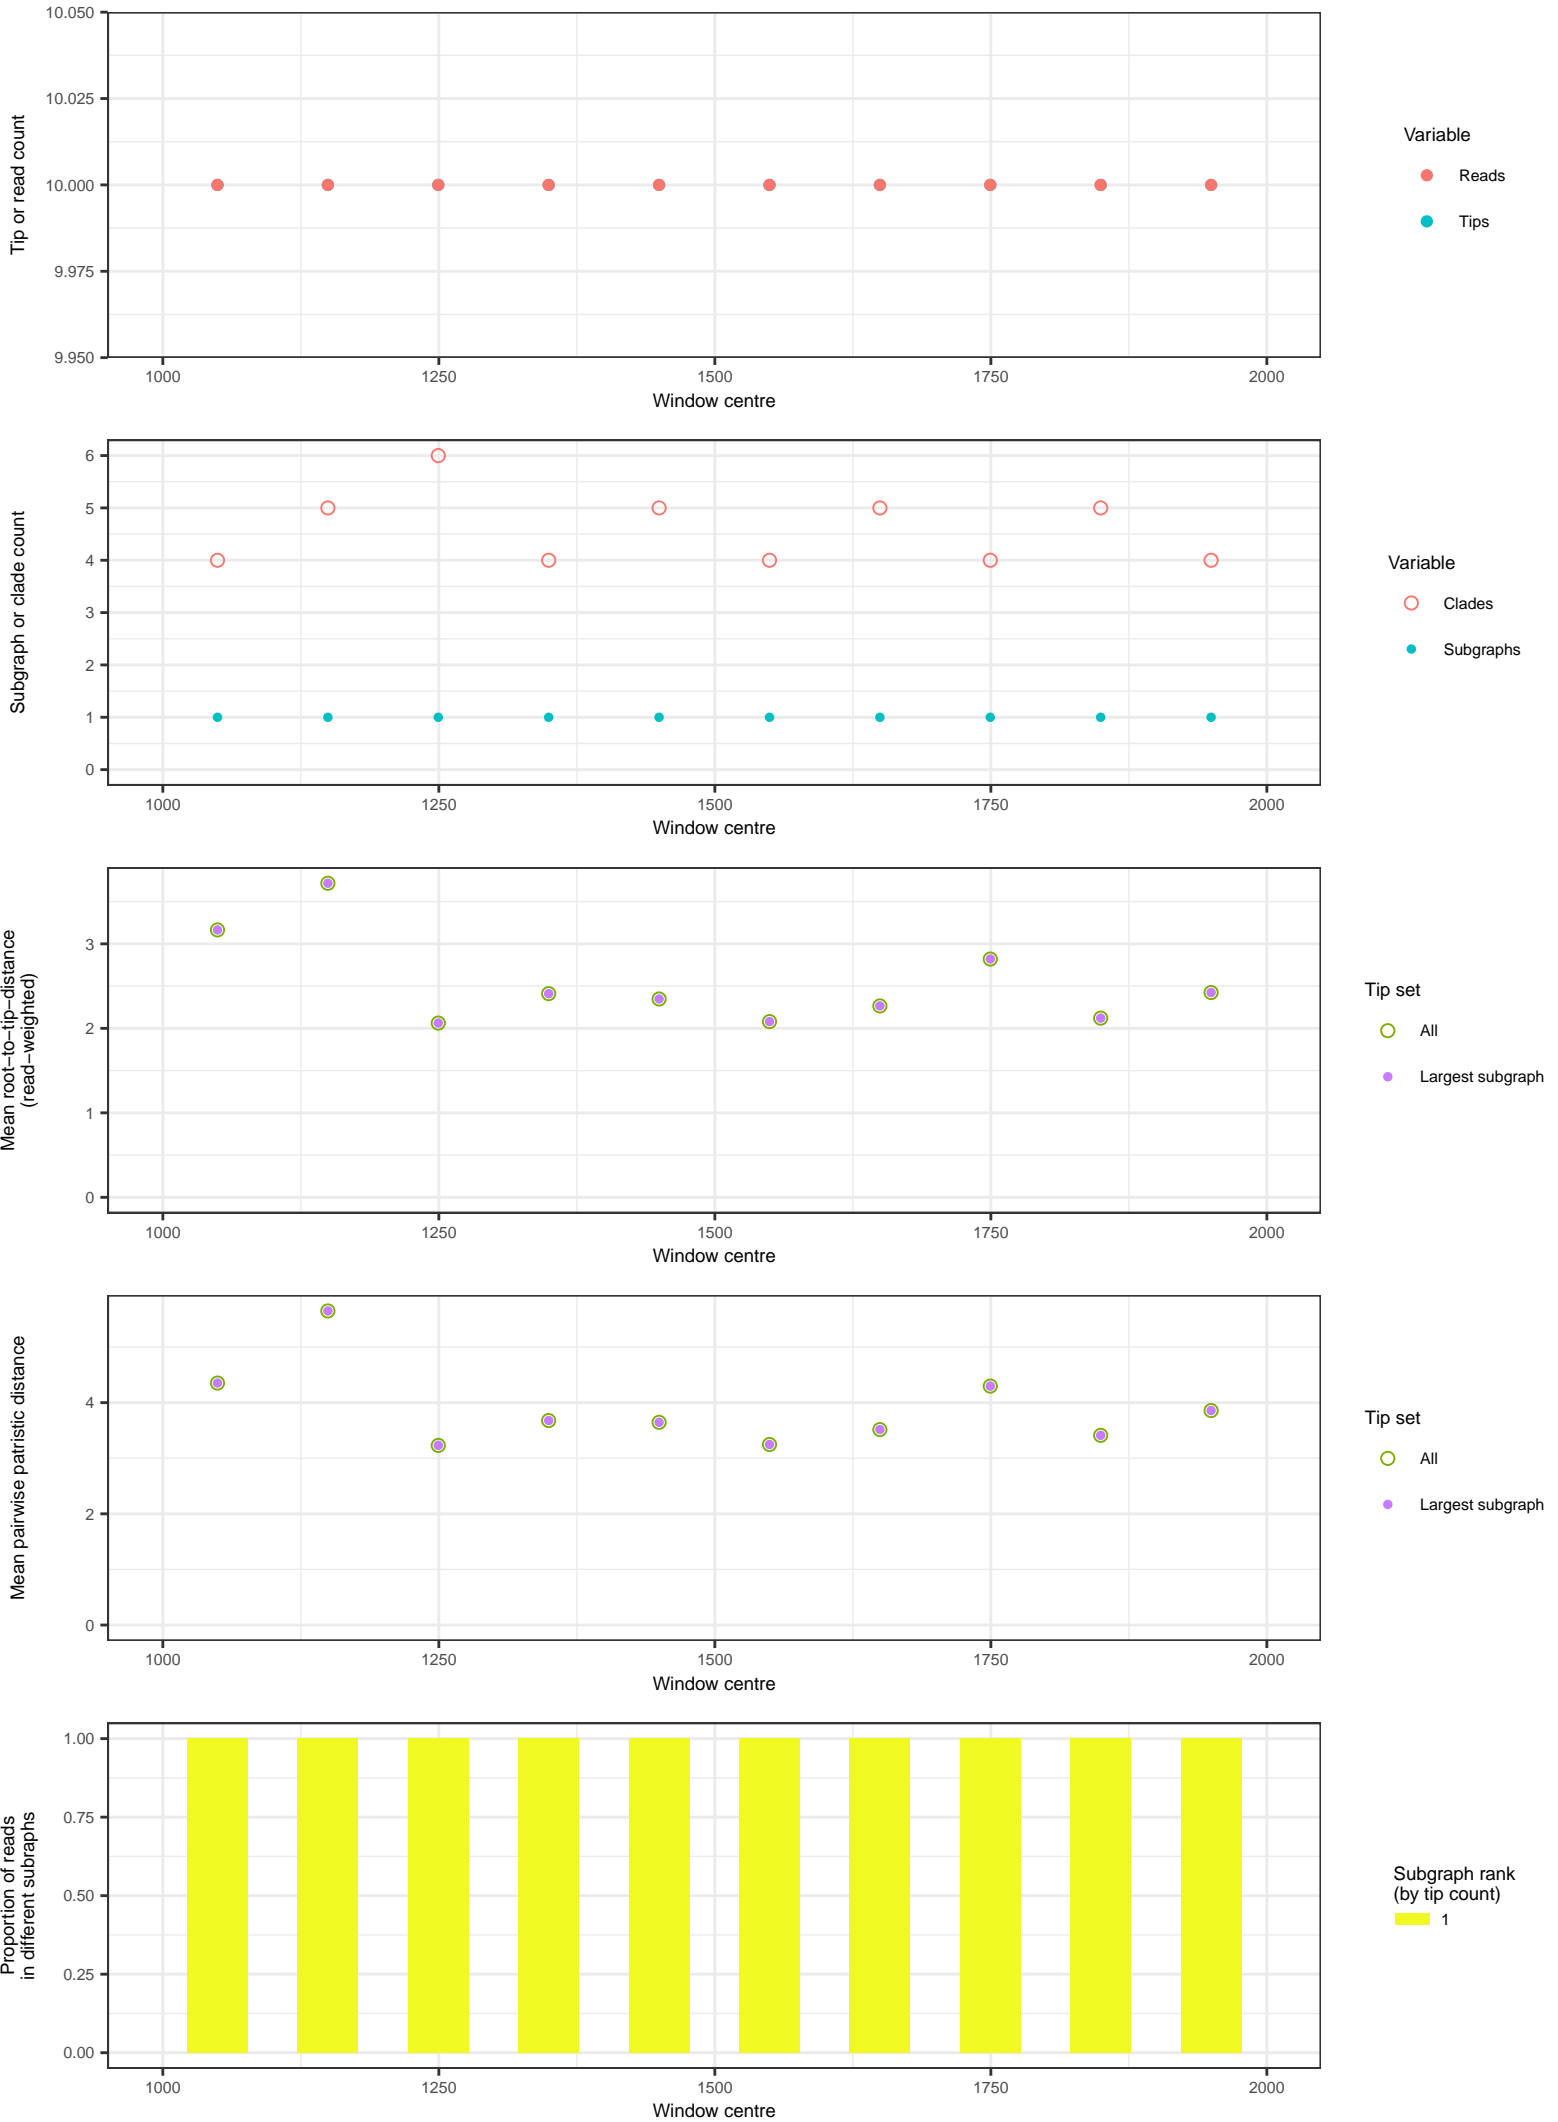 10.050
10.025
10.000
9.975
9.950
Tip or read count
1000 1250 1500 1750 2000
Window centre
Variable
Reads
Tips
6
5
4
3
2
1
0
Subgraph or clade count
1000 1250 1500 1750 2000
Window centre
Variable
Clades
Subgraphs
3
2
1
0
Mean root−to−tip−distance
(read−weighted)
1000 1250 1500 1750 2000
Window centre
Tip set
All
Largest subgraph
4
2
0
Mean pairwise patristic distance
1000 1250 1500 1750 2000
Window centre
Tip set
All
Largest subgraph
1.00
0.75
0.50
0.25
0.00
Proportion of reads
in different subraphs
1000 1250 1500 1750 2000
Window centre
Subgraph rank
(by tip count)
1